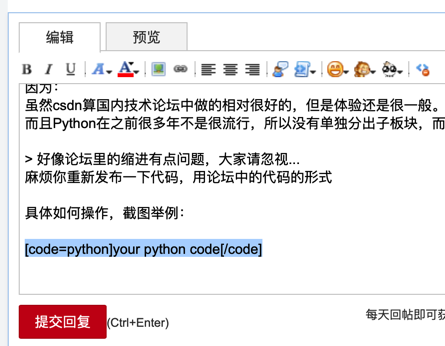 编辑
预览
B I U A A
因为：
虽然csdn算国内技术论坛中做的相对很好的，但是体验还是很一般。
而且Python在之前很多年不是很流行，所以没有单独分出子板块，而
> 好像论坛里的缩进有点问题，大家请忽视...
麻烦你重新发布一下代码，用论坛中的代码的形式
具体如何操作，截图举例：
[code=python]your python code[/code]
提交回复(Ctrl+Enter)
每天回帖即可获